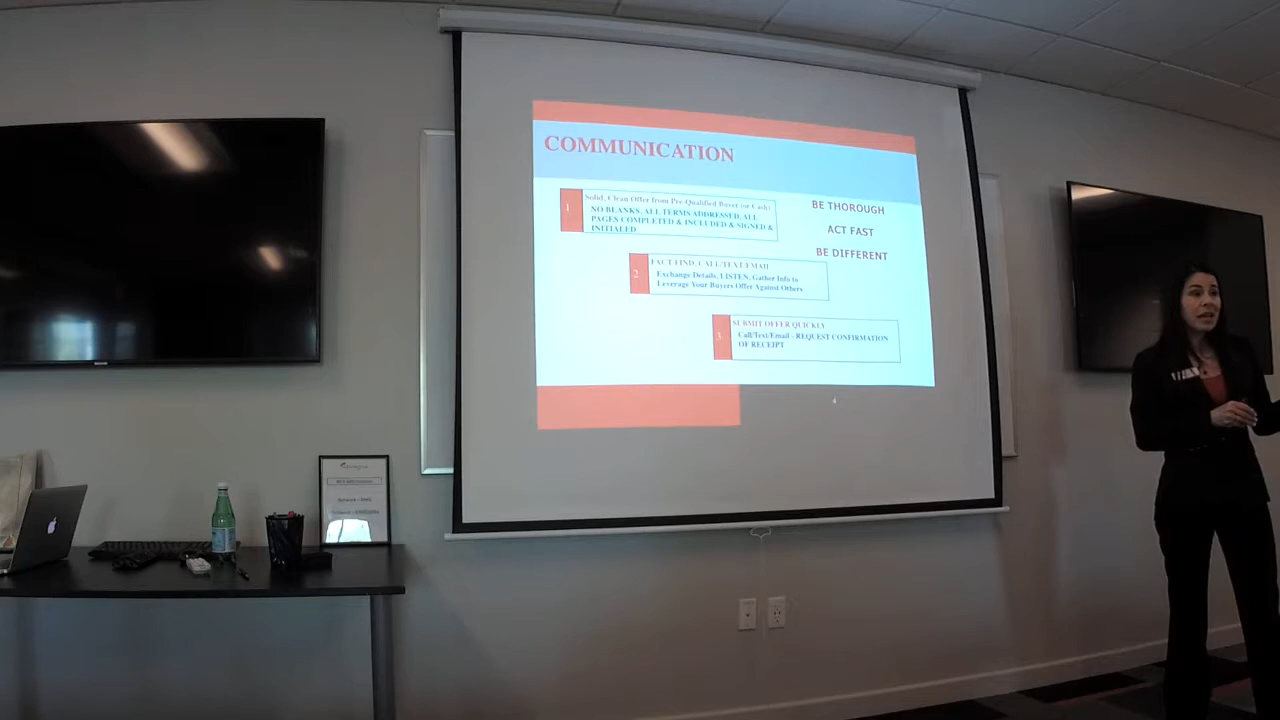 COMMUNICATION
1
Solid, Clean Offer from Pre-Qualified Buyer (or Cash)
NO BLANKS, ALL TERMS ADDRESSED, ALL
PAGES COMPLETED & INCLUDED & SIGNED &
INITIALED
BE THOROUGH
ACT FAST
BE DIFFERENT
2
FACT FIND, CALL/TEXT/EMAIL
Exchange Details, LISTEN, Gather Info to
Leverage Your Buyers Offer Against Others
3
SUBMIT OFFER QUICKLY
Call/Text/Email - REQUEST CONFIRMATION
OF RECEIPT
4